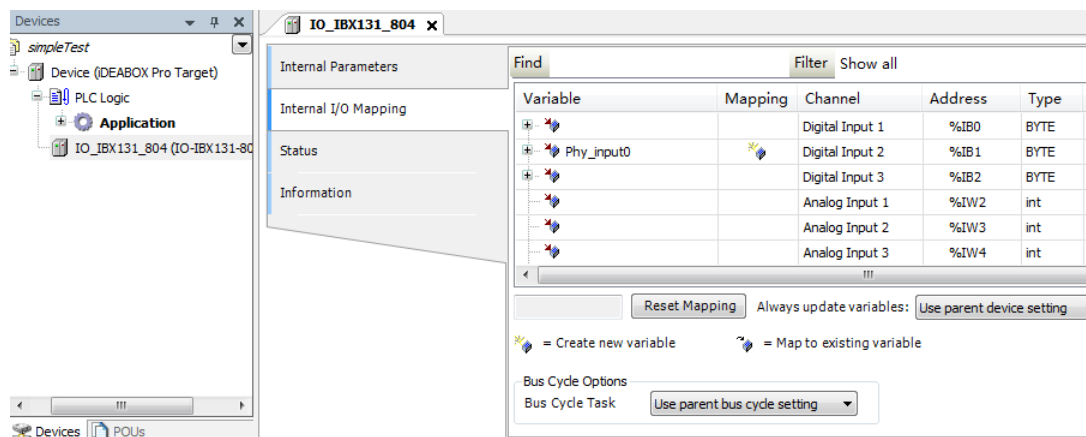 Devices
simpleTest
Device (iDEABOX Pro Target)
PLC Logic
Application
IO_IBX131_804 (IO-IBX131-80
Devices POUs
IO_IBX131_804
Internal Parameters
Internal I/O Mapping
Status
Information
Find Filter Show all
Variable Mapping Channel Address Type
Digital Input 1 %IB0 BYTE
Phy_input0 Digital Input 2 %IB1 BYTE
Digital Input 3 %IB2 BYTE
Analog Input 1 %IW2 int
Analog Input 2 %IW3 int
Analog Input 3 %IW4 int
Reset Mapping Always update variables: Use parent device setting
= Create new variable = Map to existing variable
Bus Cycle Options
Bus Cycle Task Use parent bus cycle setting